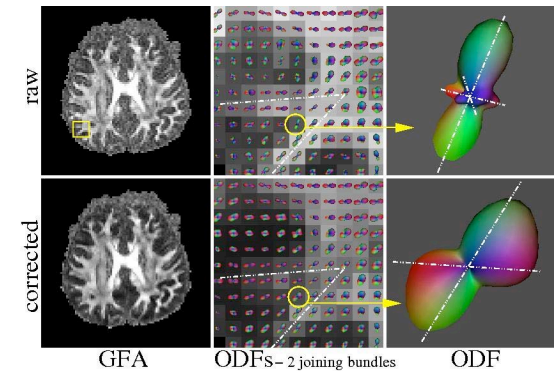 raw
corrected
GFA
ODFs – 2 joining bundles
ODF